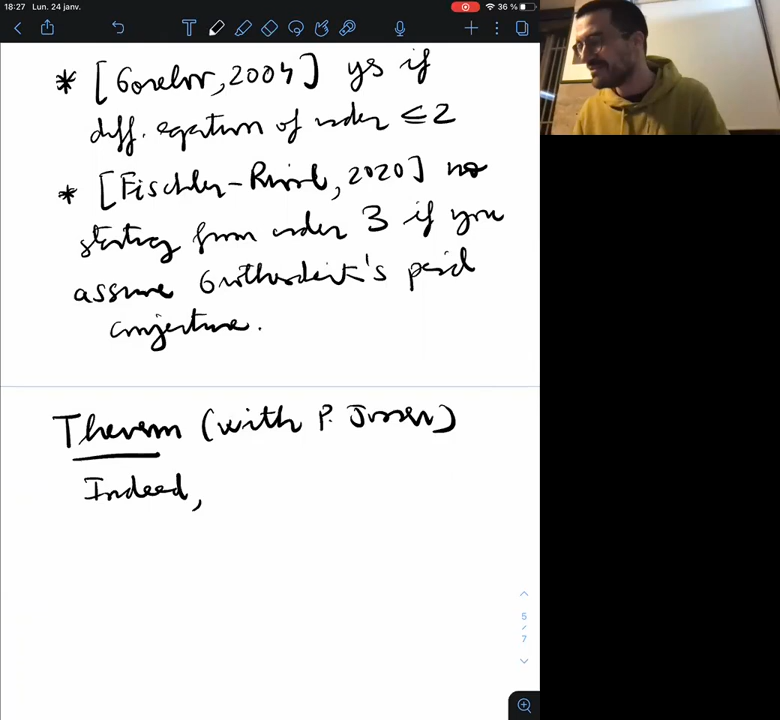 18:27 Lun. 24 janv.
36 %
T
* [Gorelov, 2004] yes if
diff. equation of order ≤ 2
* [Fischler-Rivoal, 2020] no
starting from order 3 if you
assume Grothendieck's period
conjecture.
Theorem (with P. Jossen)
Indeed,
5
7